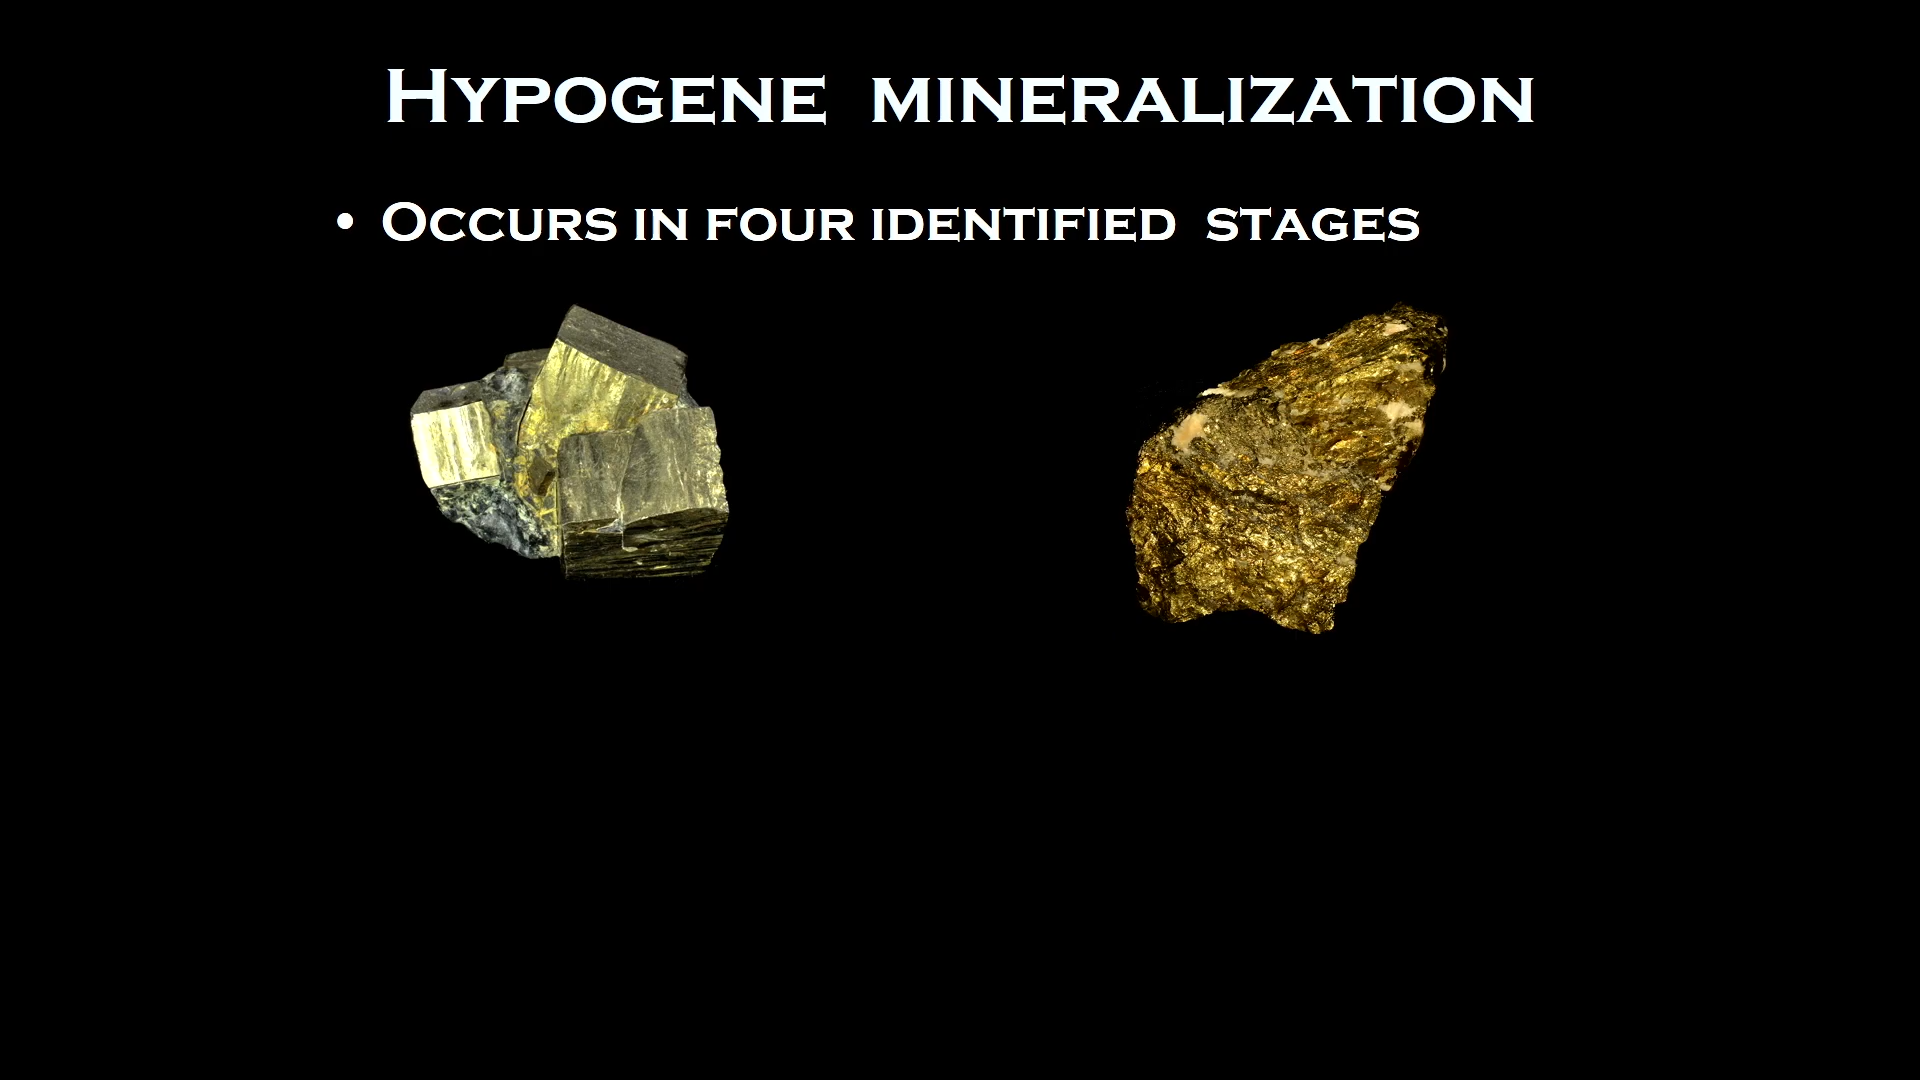 Hypogene mineralization
• Occurs in four identified stages